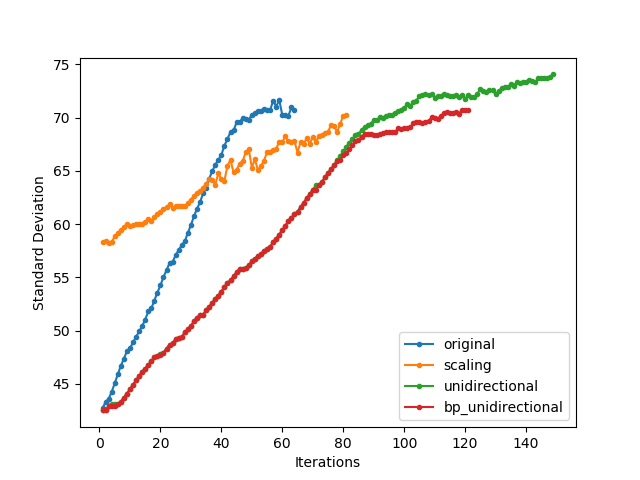 75
70
65
60
55
50
45
Standard Deviation
0 20 40 60 80 100 120 140
Iterations
original
scaling
unidirectional
bp_unidirectional